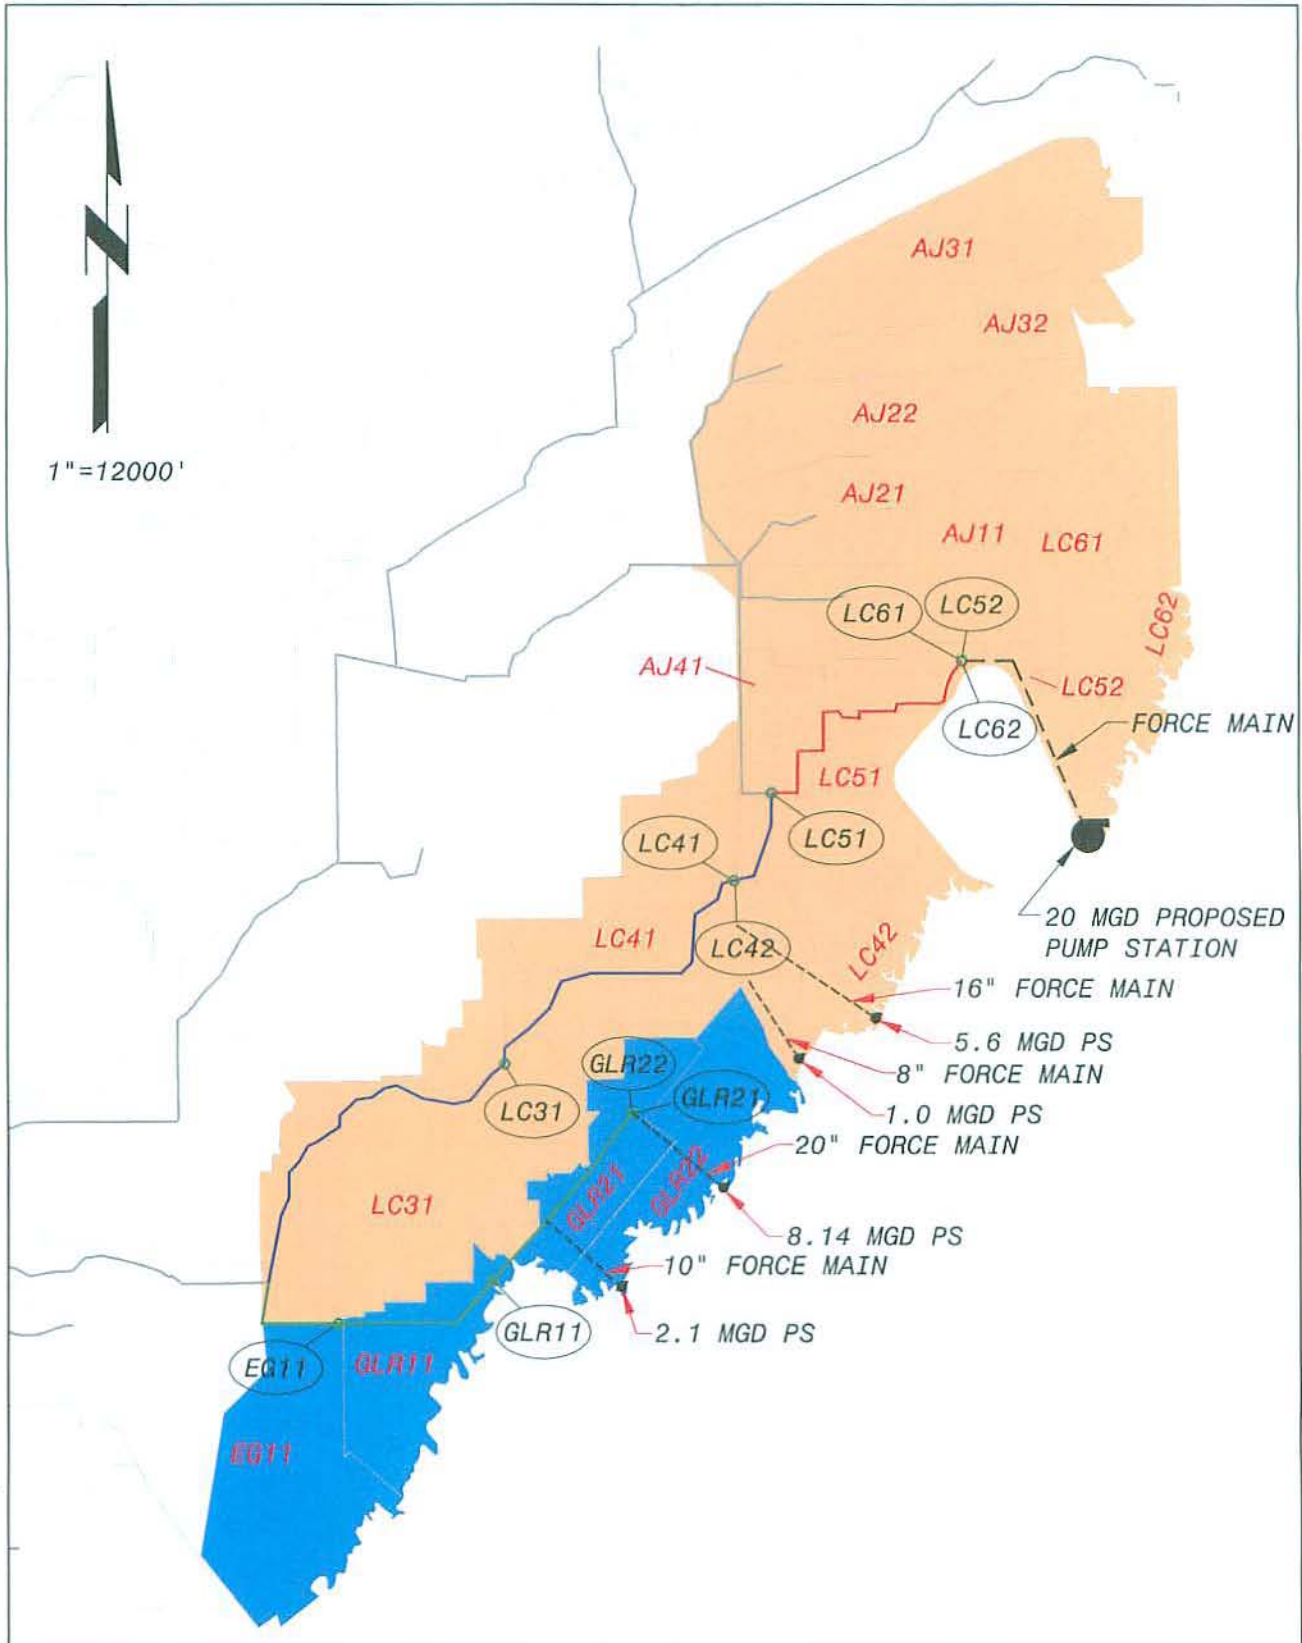 N
1"=12000'
AJ31
AJ32
AJ22
AJ21
AJ11
LC61
LC61
LC52
LC62
AJ41
LC52
LC62
FORCE MAIN
LC51
LC41
LC51
20 MGD PROPOSED
PUMP STATION
LC41
LC42
LC42
16" FORCE MAIN
5.6 MGD PS
GLR22
8" FORCE MAIN
GLR21
LC31
1.0 MGD PS
20" FORCE MAIN
LC31
GLR21
GLR22
8.14 MGD PS
10" FORCE MAIN
GLR11
2.1 MGD PS
EG11
GLR11
EG11